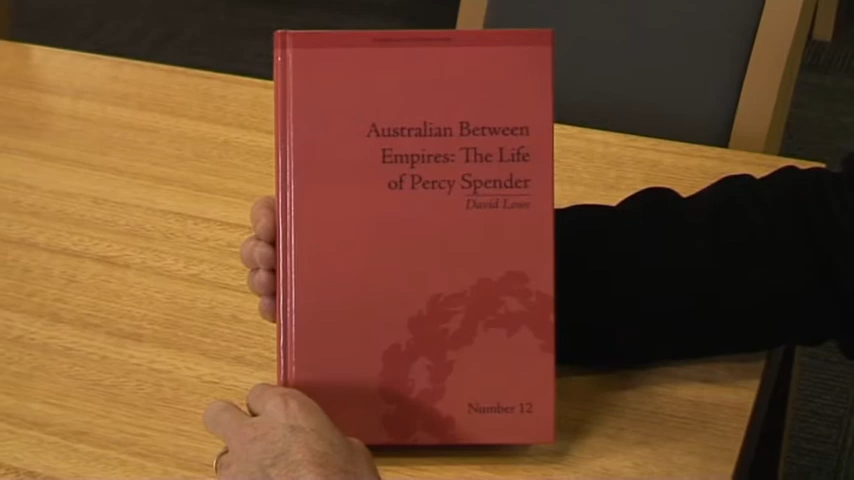 Australian Between
Empires: The Life
of Percy Spender
David Lowe
Number 12